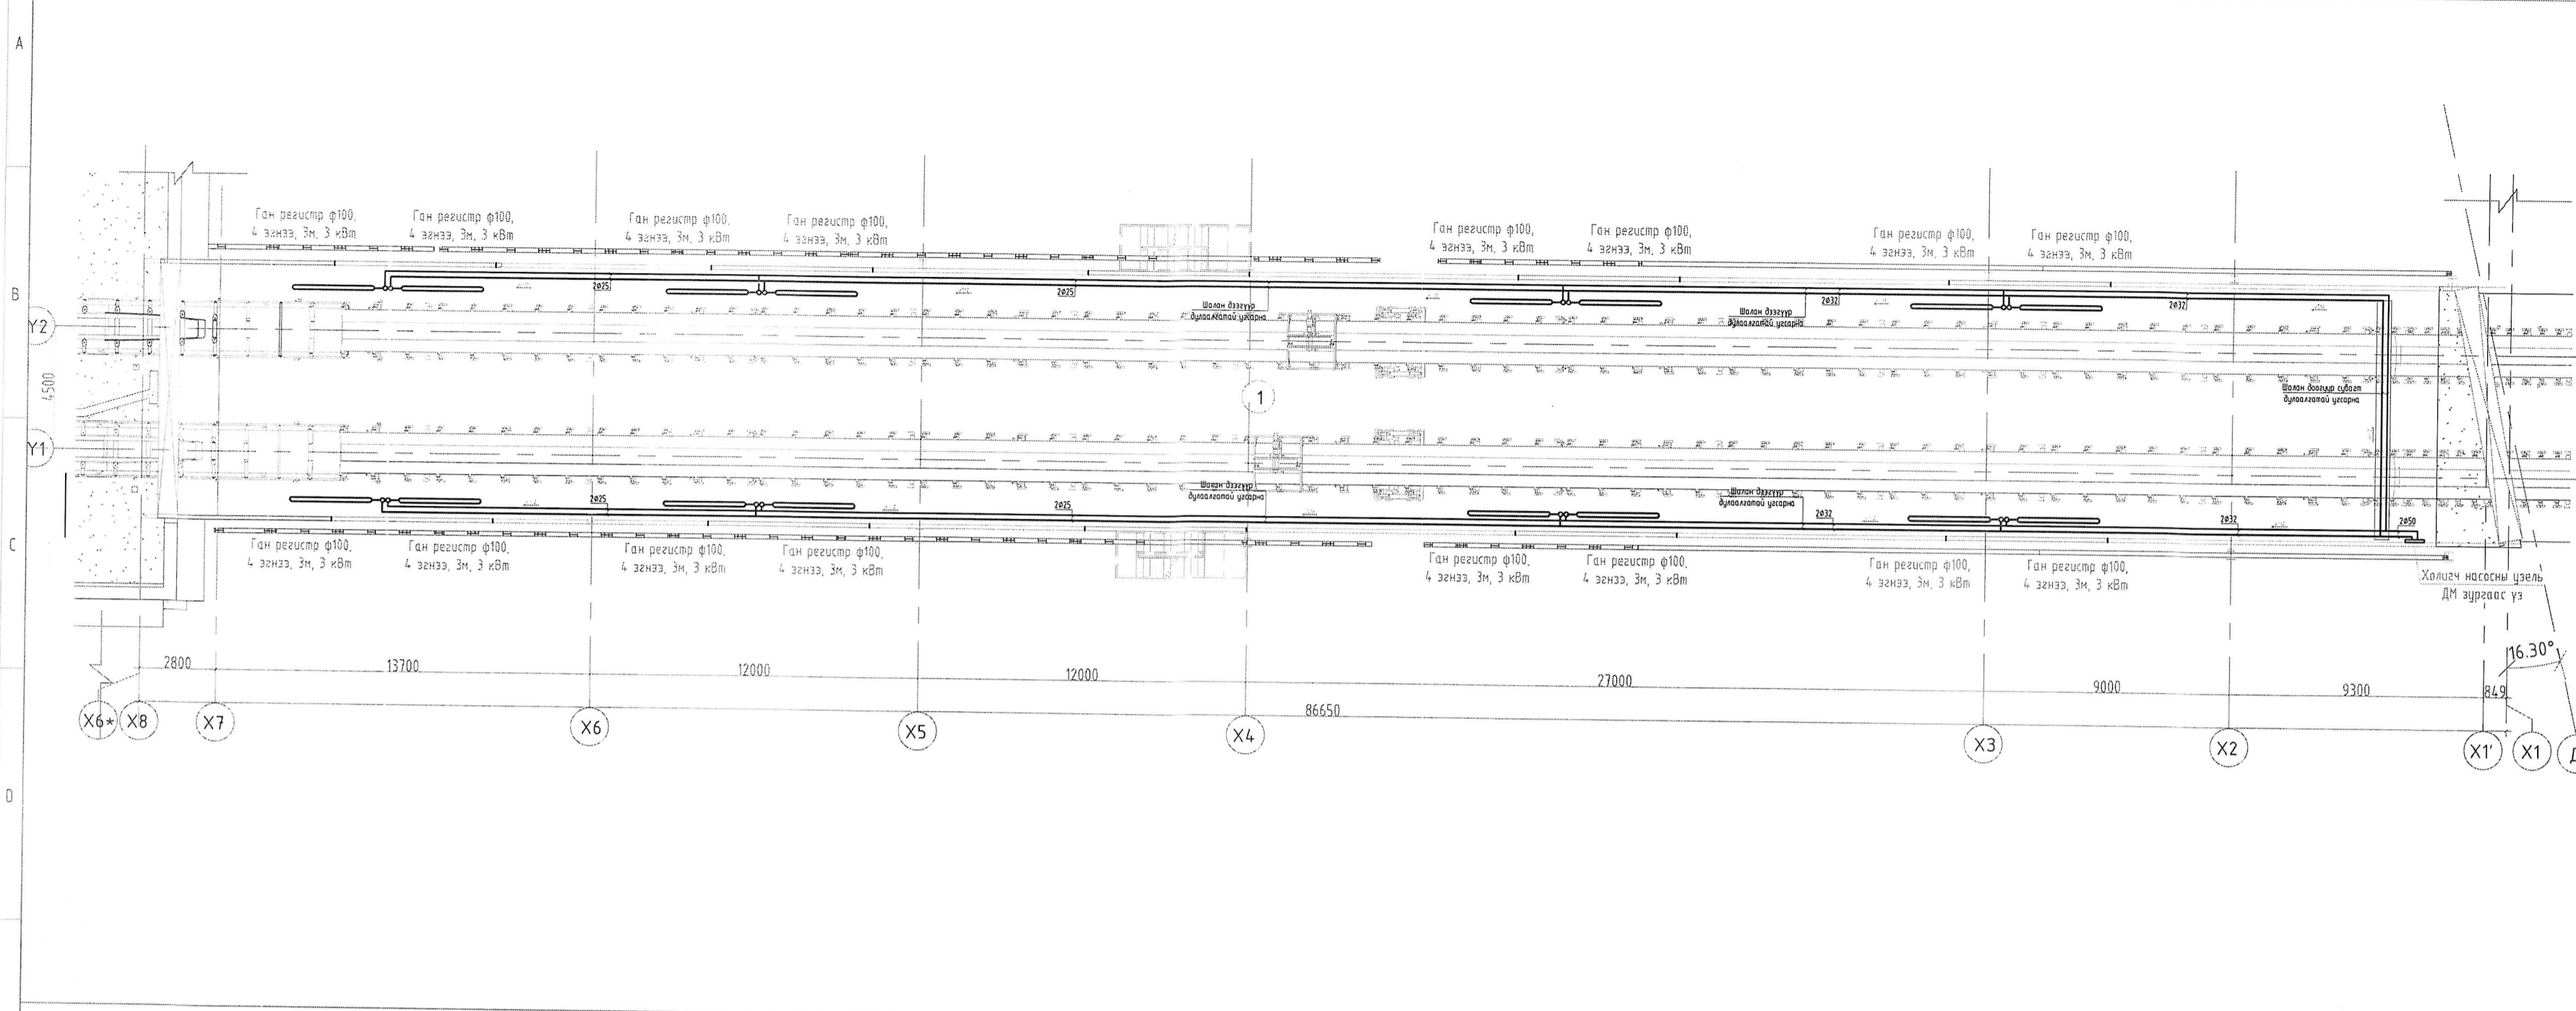 A
Ган регистр ф100,
4 эгнээ, 3м, 3 кВт
Ган регистр ф100,
4 эгнээ, 3м, 3 кВт
Ган регистр ф100,
4 эгнээ, 3м, 3 кВт
Ган регистр ф100,
4 эгнээ, 3м, 3 кВт
Ган регистр ф100,
4 эгнээ, 3м, 3 кВт
Ган регистр ф100,
4 эгнээ, 3м, 3 кВт
Ган регистр ф100,
4 эгнээ, 3м, 3 кВт
Ган регистр ф100,
4 эгнээ, 3м, 3 кВт
B
2Ø25
2Ø25
Шалан дээгүүр
дулаалгатай угсарна
Шалан дээгүүр
дулаалгатай угсарна
2Ø32
2Ø32
Y2
4500
1
Шалан доогуур сувагт
дулаалгатай угсарна
Y1
2Ø25
2Ø25
Шалан дээгүүр
дулаалгатай угсарна
Шалан дээгүүр
дулаалгатай угсарна
2Ø32
2Ø32
2Ø50
C
Ган регистр ф100,
4 эгнээ, 3м, 3 кВт
Ган регистр ф100,
4 эгнээ, 3м, 3 кВт
Ган регистр ф100,
4 эгнээ, 3м, 3 кВт
Ган регистр ф100,
4 эгнээ, 3м, 3 кВт
Ган регистр ф100,
4 эгнээ, 3м, 3 кВт
Ган регистр ф100,
4 эгнээ, 3м, 3 кВт
Ган регистр ф100,
4 эгнээ, 3м, 3 кВт
Ган регистр ф100,
4 эгнээ, 3м, 3 кВт
Холигч насосны узель
ДМ зургаас үз
16.30°
2800
13700
12000
12000
27000
9000
9300
849
86650
X6*
X8
X7
X6
X5
X4
X3
X2
X1'
X1
D